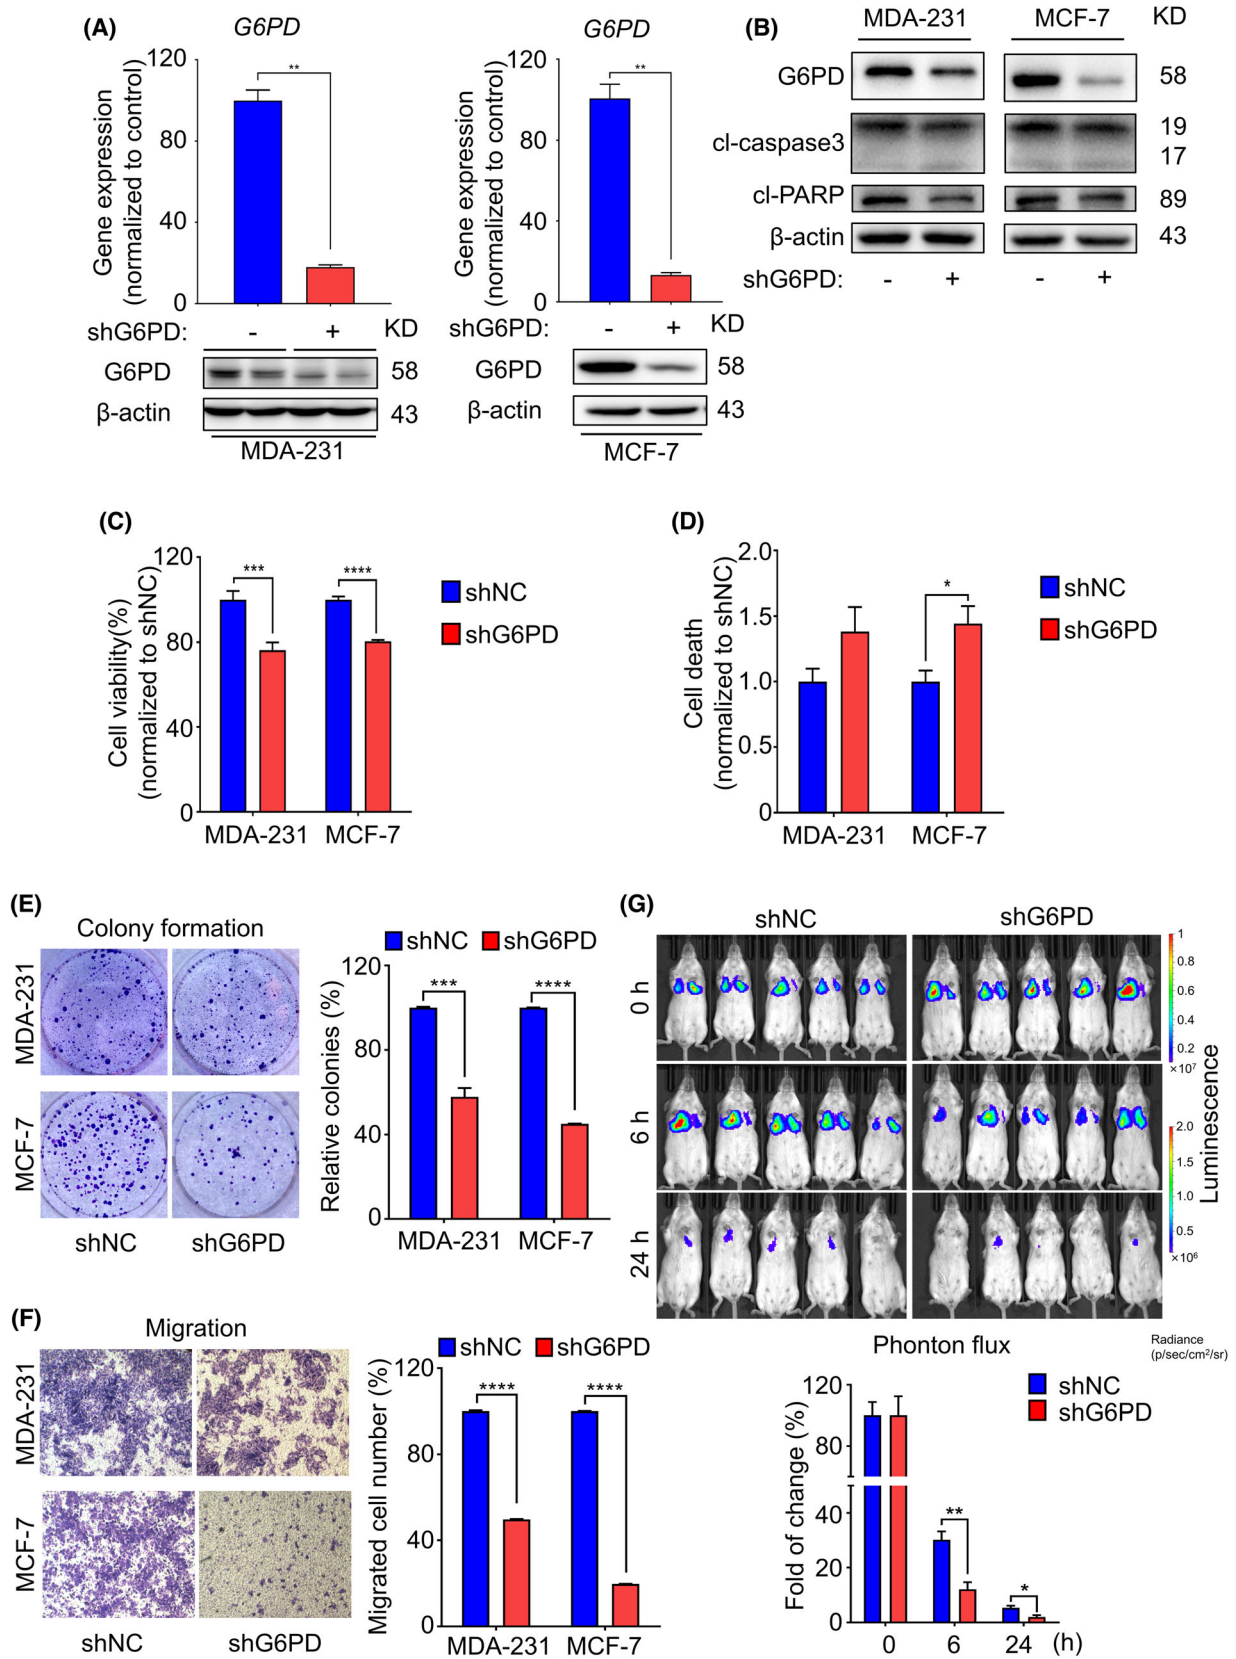 (A)
G6PD
Gene expression
(normalized to control)
120
80
40
0
**
shG6PD: - + KD
G6PD 58
β-actin 43
MDA-231
G6PD
Gene expression
(normalized to control)
120
80
40
0
**
shG6PD: - + KD
G6PD 58
β-actin 43
MCF-7
(B)
MDA-231 MCF-7 KD
G6PD 58
cl-caspase3 19
17
cl-PARP 89
β-actin 43
shG6PD: - + - +
(C)
Cell viability(%)
(normalized to shNC)
120
80
40
0
*** ****
MDA-231 MCF-7
shNC
shG6PD
(D)
Cell death
(normalized to shNC)
2.0
1.5
1.0
0.5
0
*
MDA-231 MCF-7
shNC
shG6PD
(E)
Colony formation
MDA-231
MCF-7
shNC shG6PD
shNC shG6PD
Relative colonies (%)
120
80
40
0
*** ****
MDA-231 MCF-7
(F)
Migration
MDA-231
MCF-7
shNC shG6PD
shNC shG6PD
Migrated cell number (%)
120
80
40
0
**** ****
MDA-231 MCF-7
(G)
shNC shG6PD
0 h
6 h
24 h
1
0.8
0.6
0.4
0.2
×10⁷
2.0
1.5
1.0
0.5
×10⁶
Luminescence
Radiance
(p/sec/cm²/sr)
Phonton flux
shNC
shG6PD
Fold of change (%)
120
80
40
20
0
** *
0 6 24 (h)